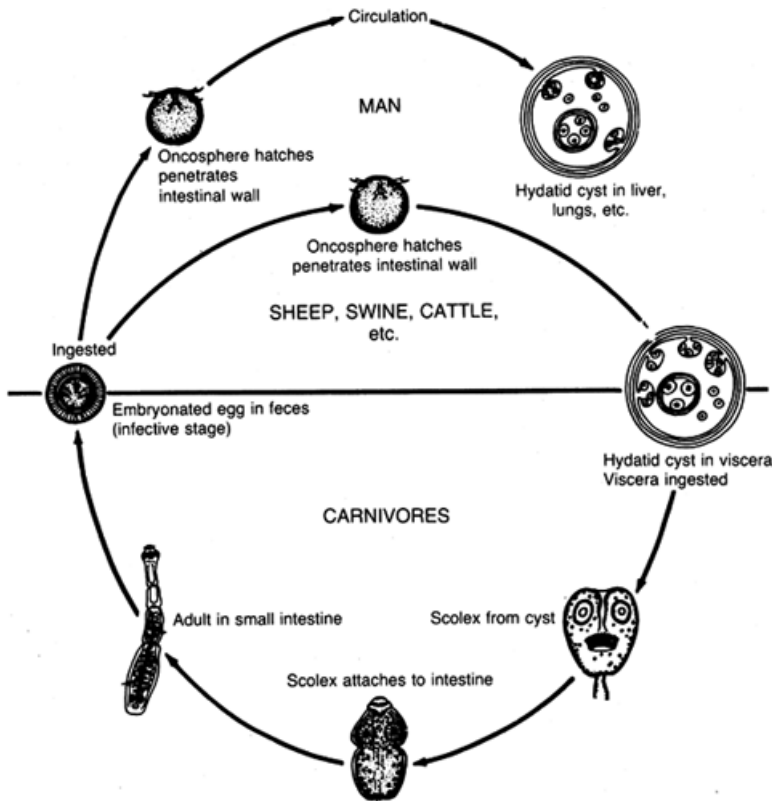 Circulation
MAN
Oncosphere hatches
penetrates
intestinal wall
Hydatid cyst in liver,
lungs, etc.
Oncosphere hatches
penetrates intestinal wall
SHEEP, SWINE, CATTLE,
etc.
Ingested
Embryonated egg in feces
(infective stage)
Hydatid cyst in viscera
Viscera ingested
CARNIVORES
Adult in small intestine
Scolex from cyst
Scolex attaches to intestine